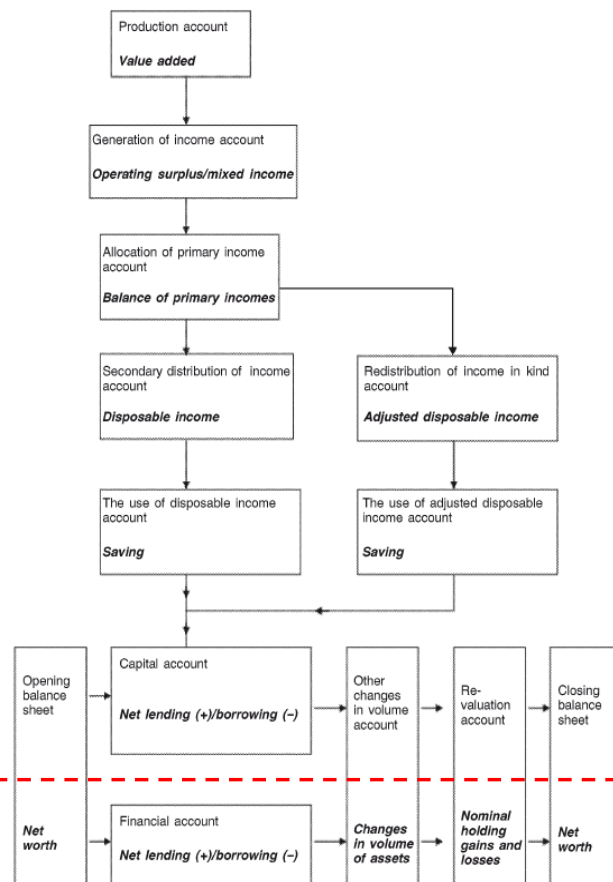 Production account
Value added
Generation of income account
Operating surplus/mixed income
Allocation of primary income
account
Balance of primary incomes
Secondary distribution of income
account
Disposable income
Redistribution of income in kind
account
Adjusted disposable income
The use of disposable income
account
Saving
The use of adjusted disposable
income account
Saving
Opening
balance
sheet
Capital account
Net lending (+)/borrowing (–)
Other
changes
in volume
account
Re-
valuation
account
Closing
balance
sheet
Net
worth
Financial account
Net lending (+)/borrowing (–)
Changes
in volume
of assets
Nominal
holding
gains and
losses
Net
worth